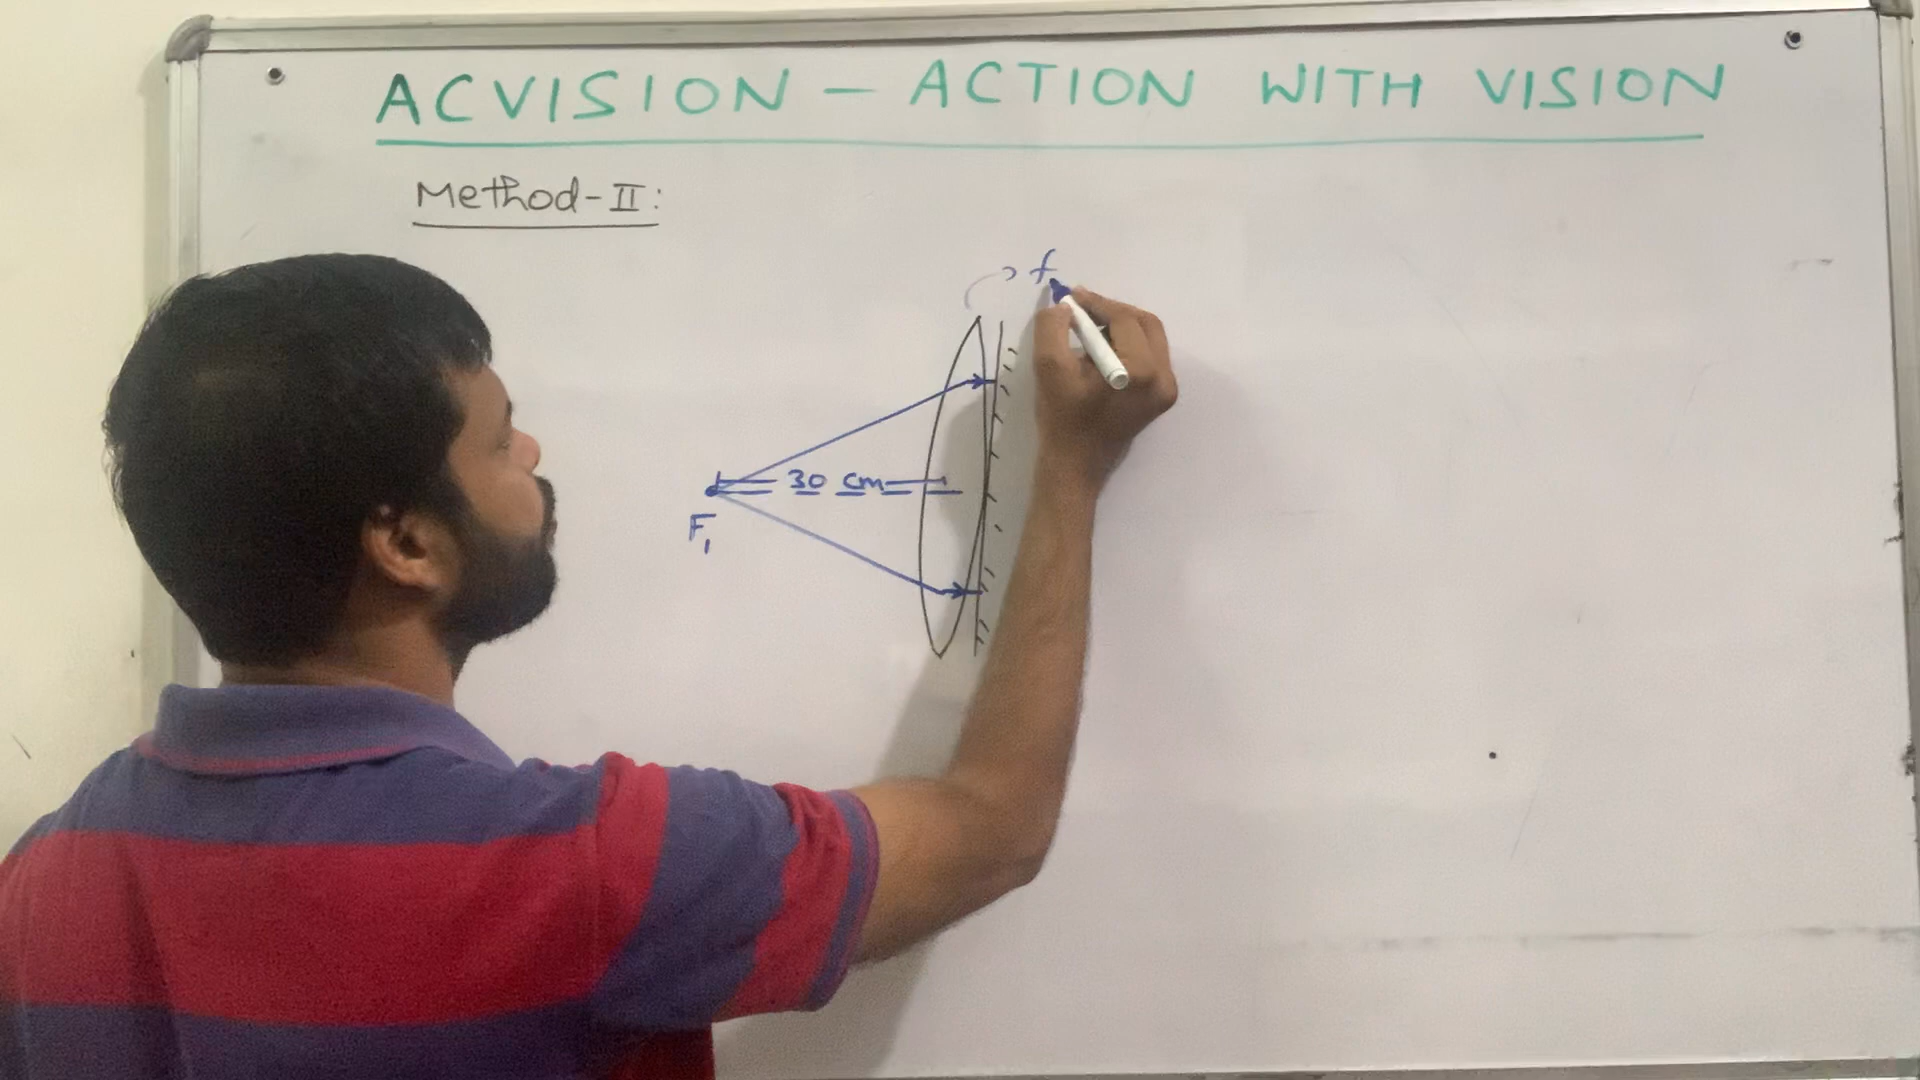 ACVISION - ACTION WITH VISION
Method-II:
f
30 cm
F₁